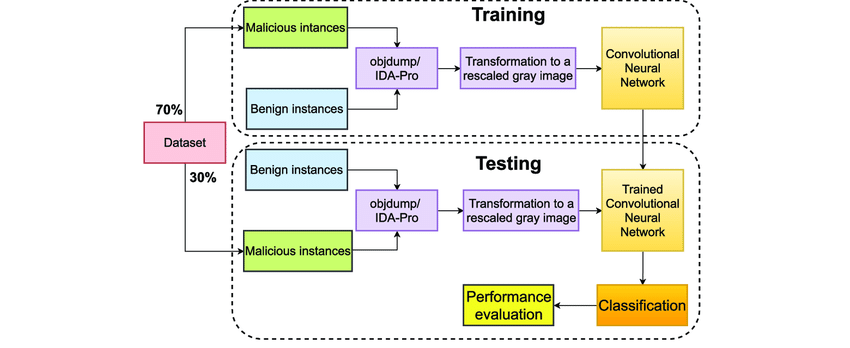 Training
Malicious intances
objdump/
IDA-Pro
Transformation to a
rescaled gray image
Convolutional
Neural
Network
Benign instances
70%
Dataset
30%
Testing
Benign instances
objdump/
IDA-Pro
Transformation to a
rescaled gray image
Trained
Convolutional
Neural
Network
Malicious instances
Performance
evaluation
Classification